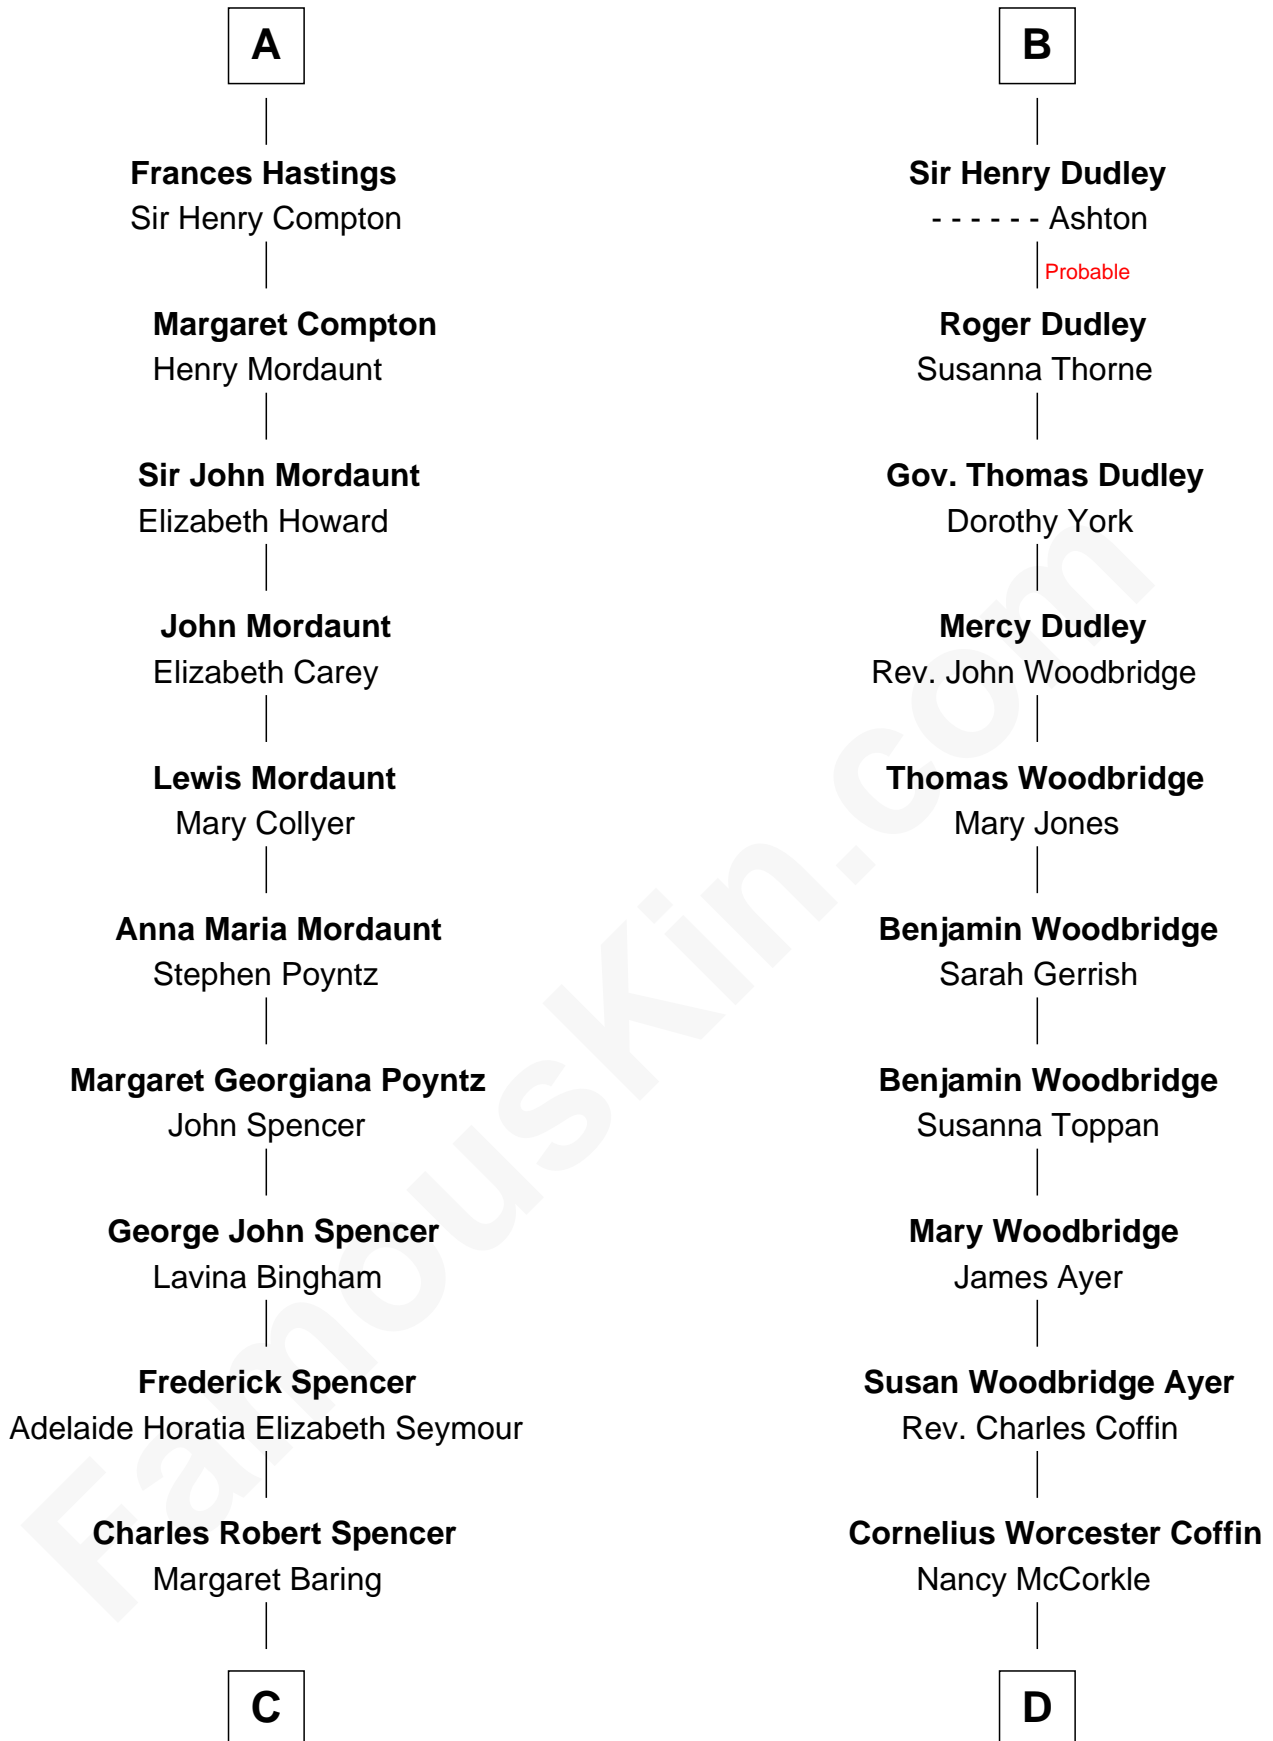 A
Frances Hastings
Sir Henry Compton
Margaret Compton
Henry Mordaunt
Sir John Mordaunt
Elizabeth Howard
John Mordaunt
Elizabeth Carey
Lewis Mordaunt
Mary Collyer
Anna Maria Mordaunt
Stephen Poyntz
Margaret Georgiana Poyntz
John Spencer
George John Spencer
Lavina Bingham
Frederick Spencer
Adelaide Horatia Elizabeth Seymour
Charles Robert Spencer
Margaret Baring
C
B
Sir Henry Dudley
- - - - - - Ashton
Probable
Roger Dudley
Susanna Thorne
Gov. Thomas Dudley
Dorothy York
Mercy Dudley
Rev. John Woodbridge
Thomas Woodbridge
Mary Jones
Benjamin Woodbridge
Sarah Gerrish
Benjamin Woodbridge
Susanna Toppan
Mary Woodbridge
James Ayer
Susan Woodbridge Ayer
Rev. Charles Coffin
Cornelius Worcester Coffin
Nancy McCorkle
D
FamousKin.com